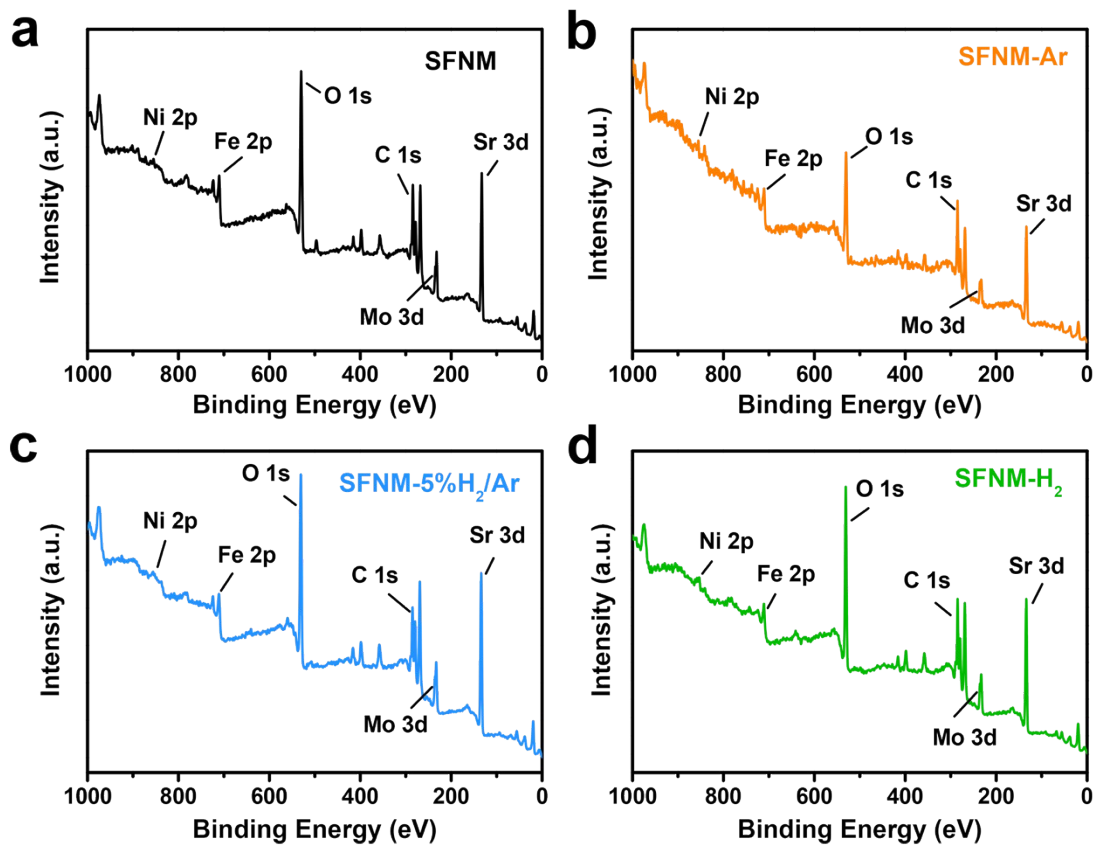 a
SFNM
Ni 2p
Fe 2p
O 1s
C 1s
Sr 3d
Mo 3d
Intensity (a.u.)
1000 800 600 400 200 0
Binding Energy (eV)
b
SFNM-Ar
Ni 2p
Fe 2p
O 1s
C 1s
Sr 3d
Mo 3d
Intensity (a.u.)
1000 800 600 400 200 0
Binding Energy (eV)
c
SFNM-5%H₂/Ar
O 1s
Ni 2p
Fe 2p
C 1s
Sr 3d
Mo 3d
Intensity (a.u.)
1000 800 600 400 200 0
Binding Energy (eV)
d
SFNM-H₂
O 1s
Ni 2p
Fe 2p
C 1s
Sr 3d
Mo 3d
Intensity (a.u.)
1000 800 600 400 200 0
Binding Energy (eV)